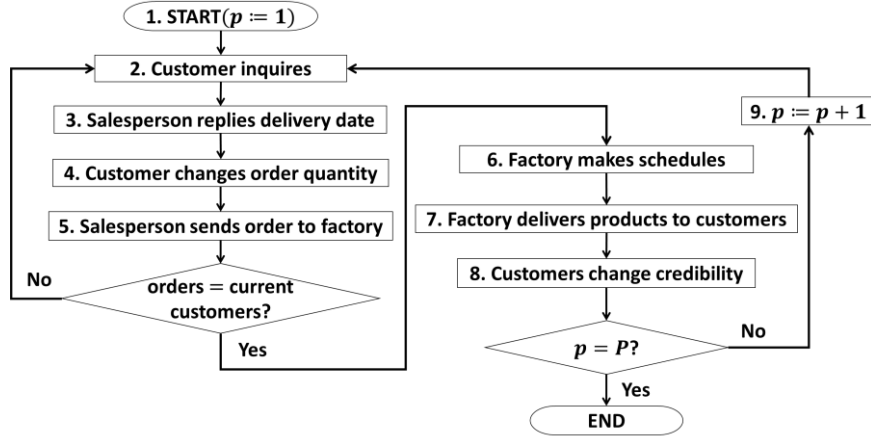 1. START(p := 1)
2. Customer inquires
3. Salesperson replies delivery date
4. Customer changes order quantity
5. Salesperson sends order to factory
orders = current
customers?
No
Yes
6. Factory makes schedules
7. Factory delivers products to customers
8. Customers change credibility
p = P?
No
Yes
9. p := p + 1
END